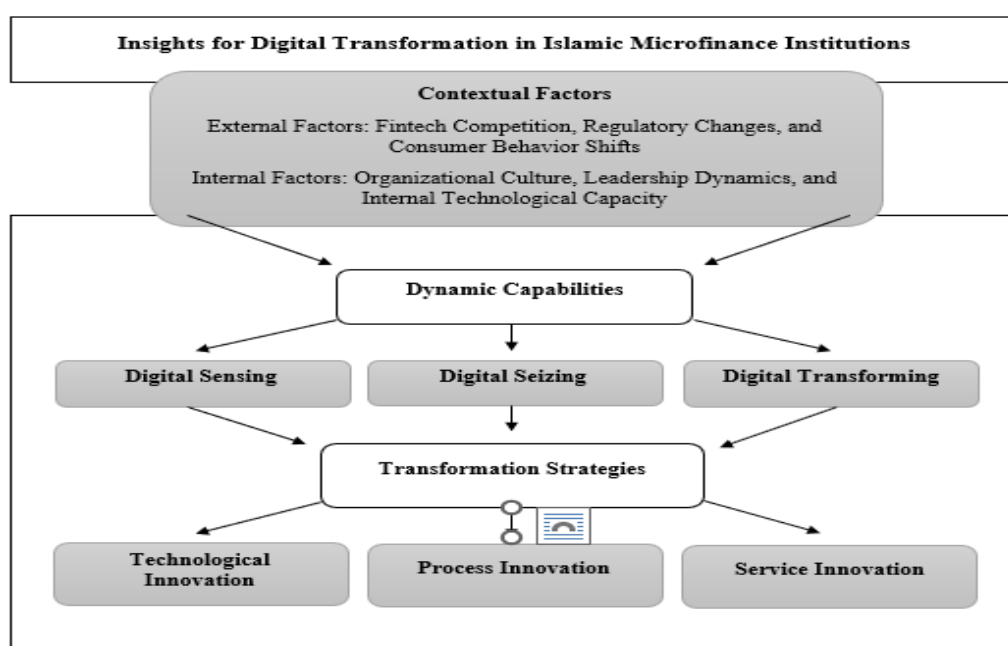 Insights for Digital Transformation in Islamic Microfinance Institutions
Contextual Factors
External Factors: Fintech Competition, Regulatory Changes, and
Consumer Behavior Shifts
Internal Factors: Organizational Culture, Leadership Dynamics, and
Internal Technological Capacity
Dynamic Capabilities
Digital Sensing
Digital Seizing
Digital Transforming
Transformation Strategies
Technological
Innovation
Process Innovation
Service Innovation